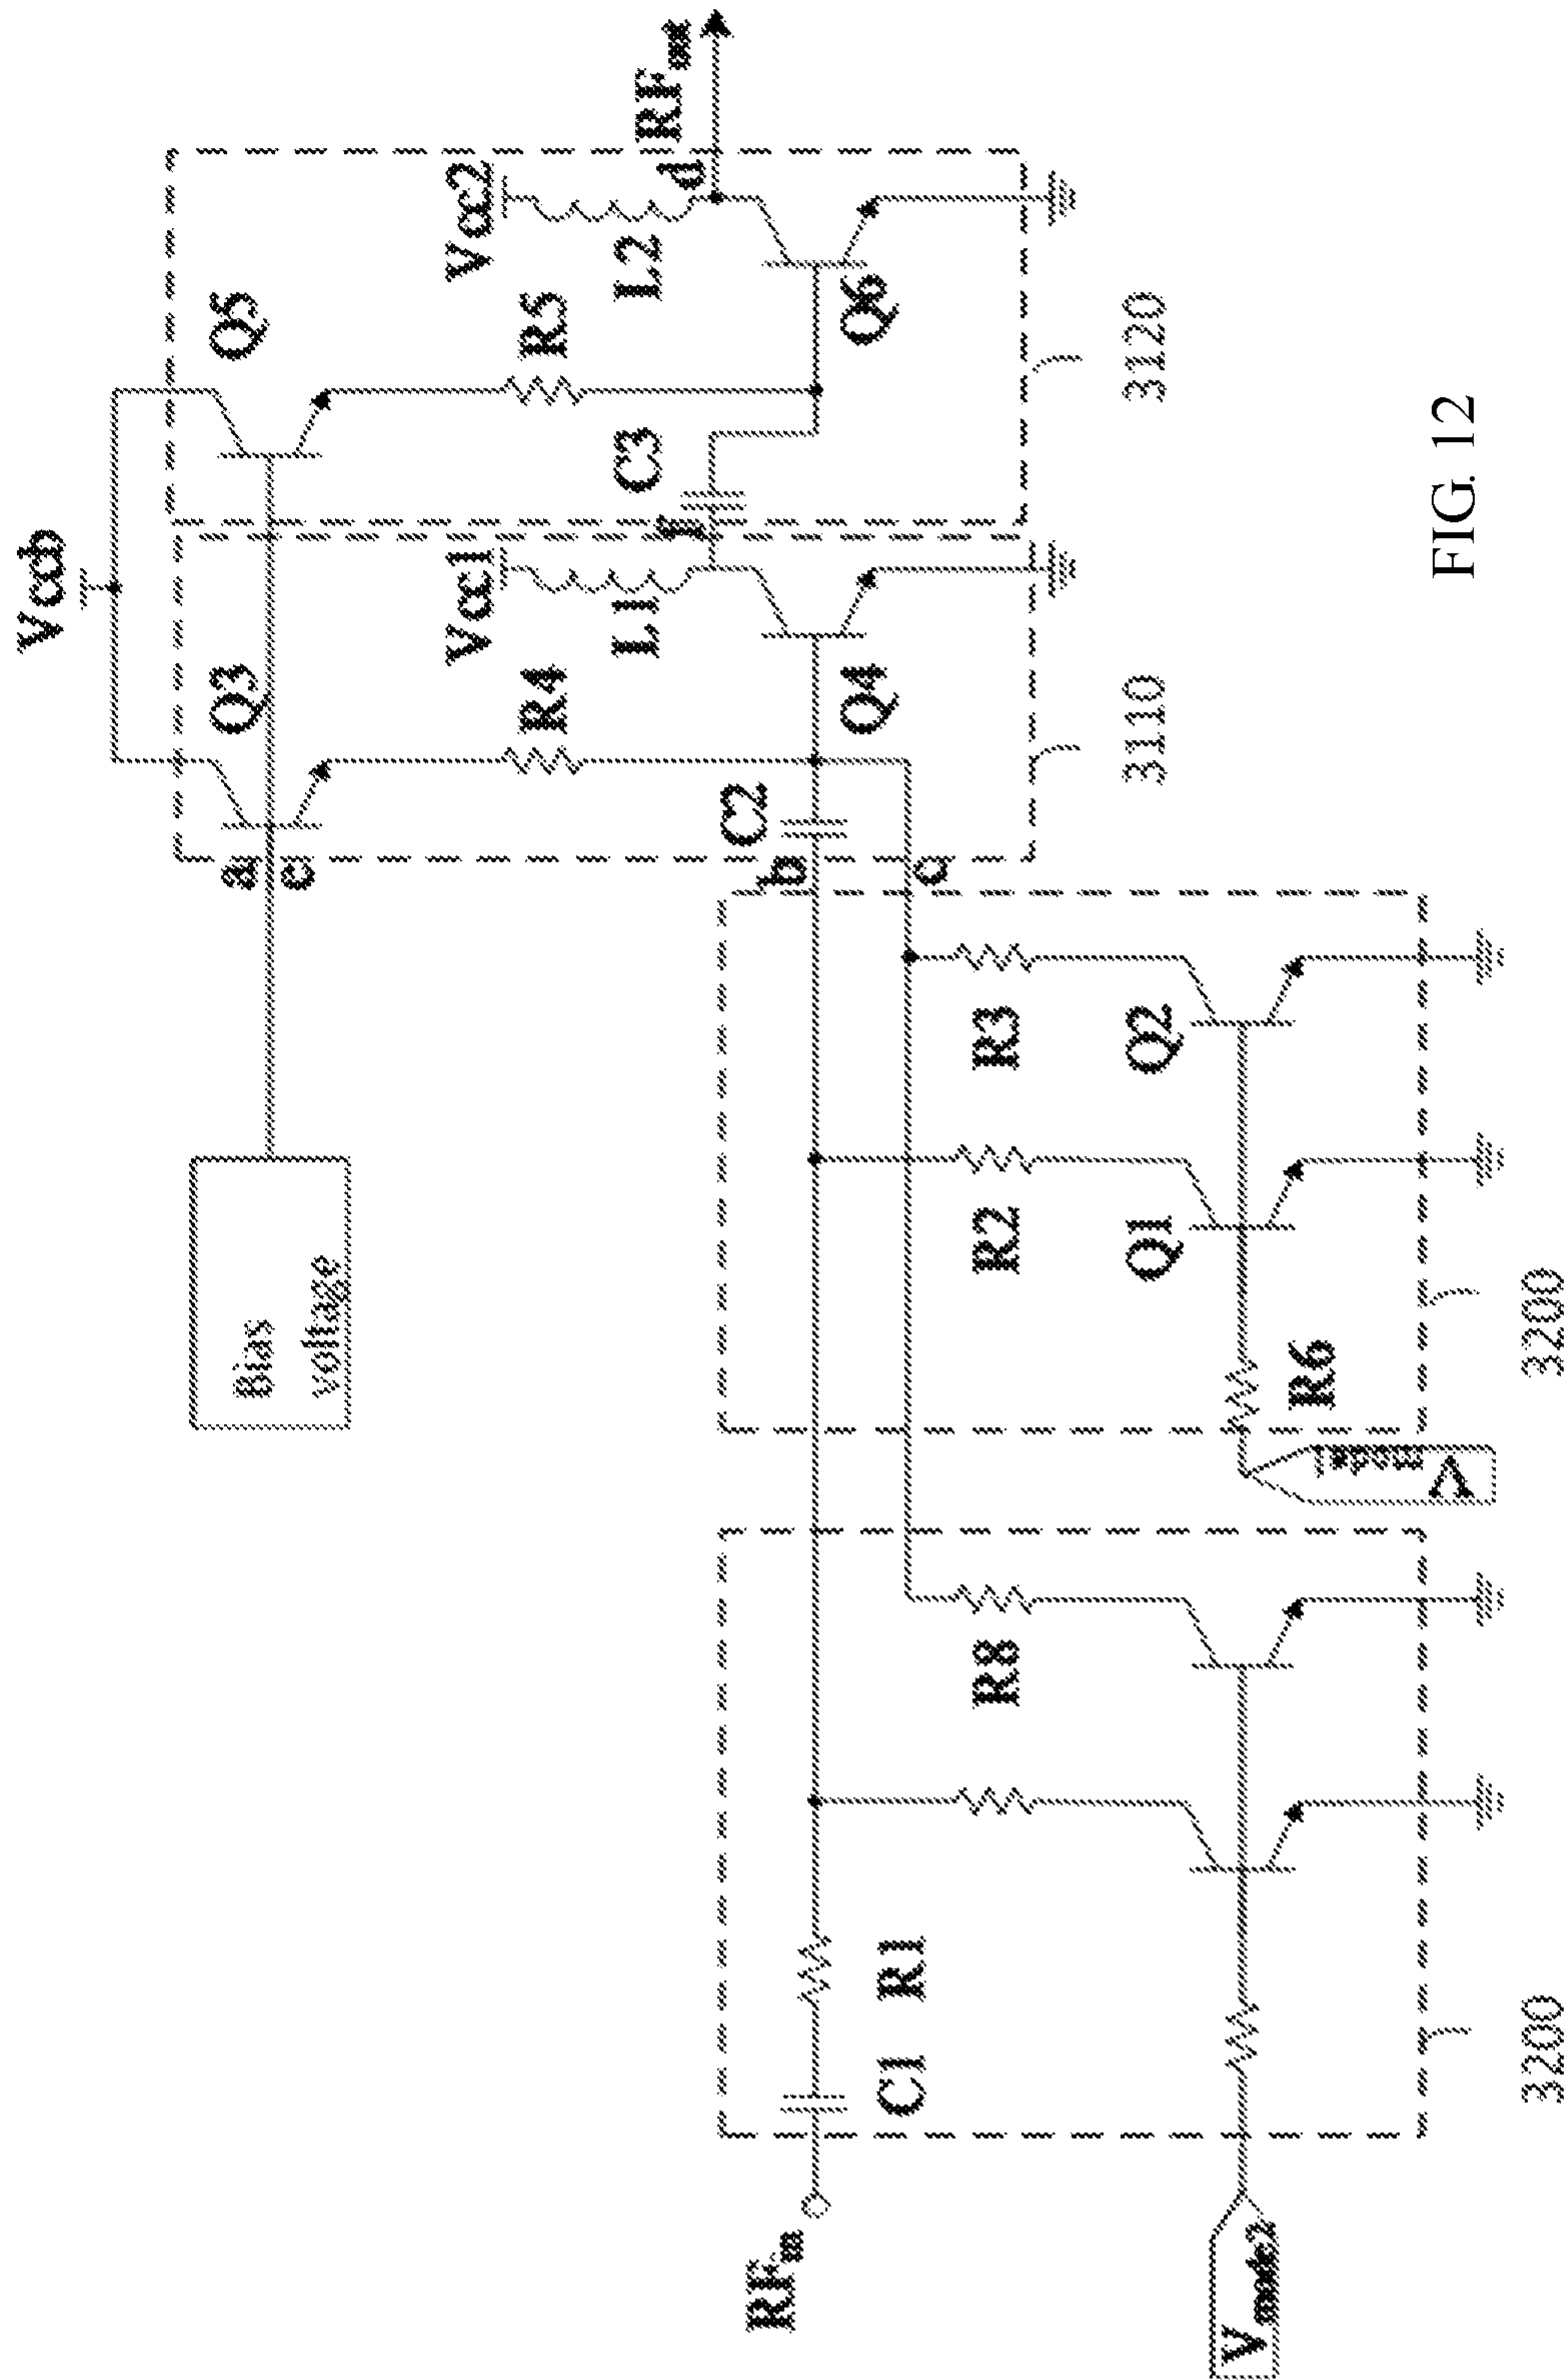 Vccb
Q3
Q5
Vcc1
Vcc2
R4
L1
R5
L2
RFout
a
e
f
C3
d
Bias
voltage
C2
b
c
Q4
Q6
RFin
C1
R1
R8
R2
R3
Q1
Q2
R6
Vmode2
Vmode1
3110
3120
3200
3200
FIG. 12